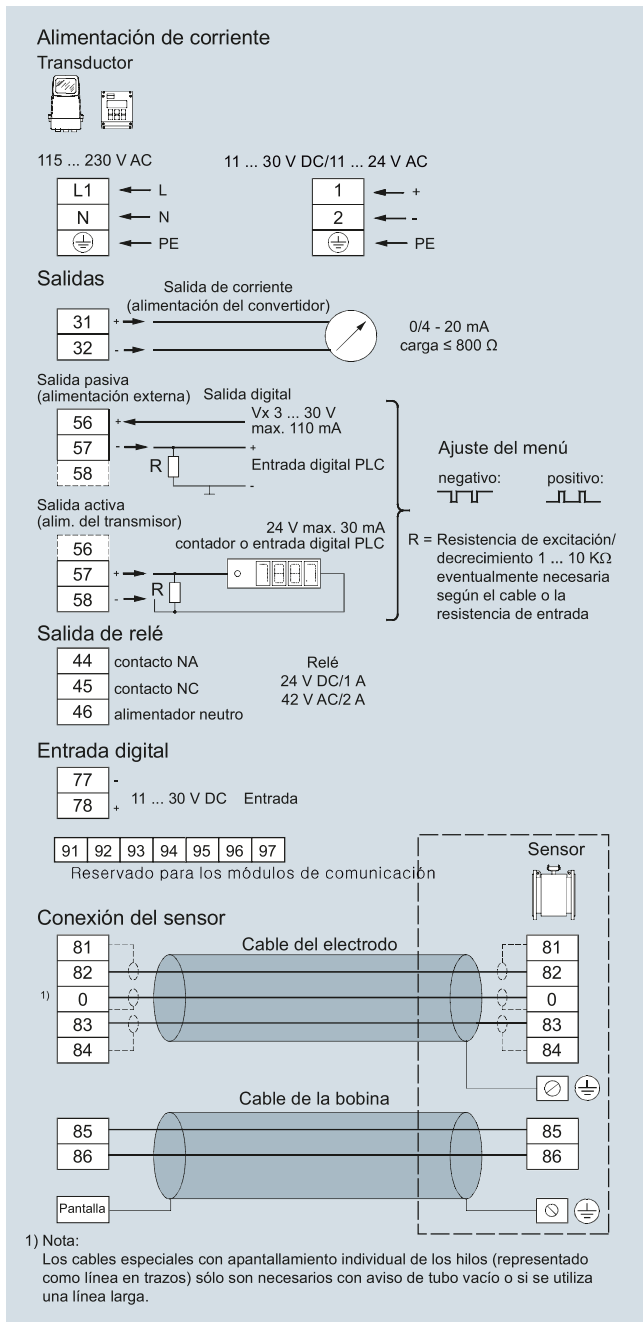 Alimentación de corriente
Transductor
115 ... 230 V AC
L1 L
N N
PE
11 ... 30 V DC/11 ... 24 V AC
1 +
2 -
PE
Salidas
Salida de corriente
(alimentación del convertidor)
31 +
32 -
0/4 - 20 mA
carga ≤ 800 Ω
Salida pasiva
(alimentación externa)
Salida digital
56 +
57 -
58
Vx 3 ... 30 V
max. 110 mA
R
+
Entrada digital PLC
-
Salida activa
(alim. del transmisor)
56
57 +
58 -
R
24 V max. 30 mA
contador o entrada digital PLC
Ajuste del menú
negativo: positivo:
R = Resistencia de excitación/
decrecimiento 1 ... 10 KΩ
eventualmente necesaria
según el cable o la
resistencia de entrada
Salida de relé
44 contacto NA
45 contacto NC
46 alimentador neutro
Relé
24 V DC/1 A
42 V AC/2 A
Entrada digital
77 -
78 +
11 ... 30 V DC Entrada
91 92 93 94 95 96 97
Reservado para los módulos de comunicación
Sensor
Conexión del sensor
Cable del electrodo
81 81
82 82
1) 0 0
83 83
84 84
Cable de la bobina
85 85
86 86
Pantalla
1) Nota:
Los cables especiales con apantallamiento individual de los hilos (representado
como línea en trazos) sólo son necesarios con aviso de tubo vacío o si se utiliza
una línea larga.